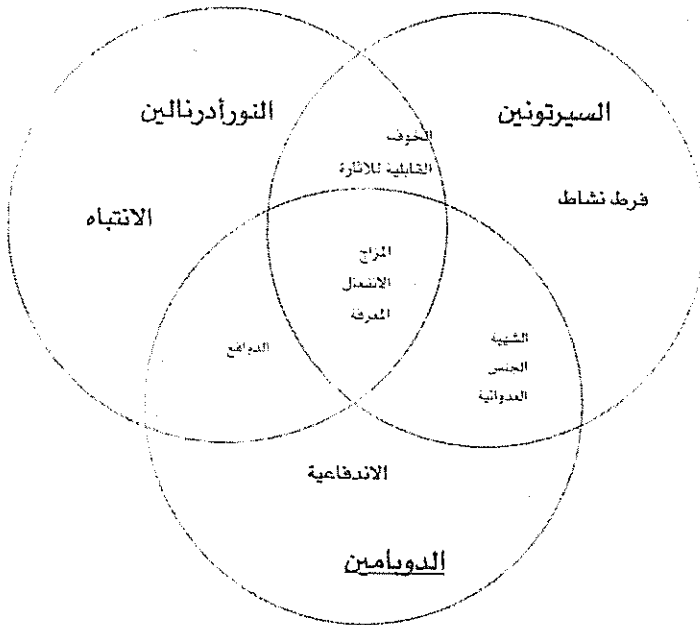 السيرتونين
النورأدرنالين
الخوف
القابلية للاثارة
فرط نشاط
الانتباه
المزاج
الانفعال
المعرفة
الدوافع
الشهية
الجنس
العدوانية
الاندفاعية
الدوبامين